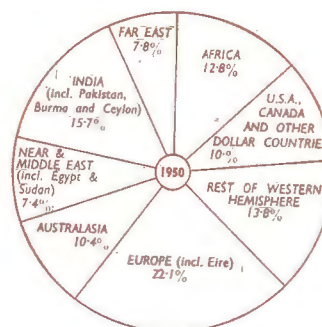 FAR EAST
7·8%
AFRICA
12·8%
INDIA
(incl. Pakistan,
Burma and Ceylon)
15·7%
U.S.A.,
CANADA
AND OTHER
DOLLAR COUNTRIES
NEAR &
MIDDLE EAST
(incl. Egypt &
Sudan)
7·4%
1950
REST OF WESTERN
HEMISPHERE
13·8%
AUSTRALASIA
10·4%
EUROPE (incl. Eire)
22·1%